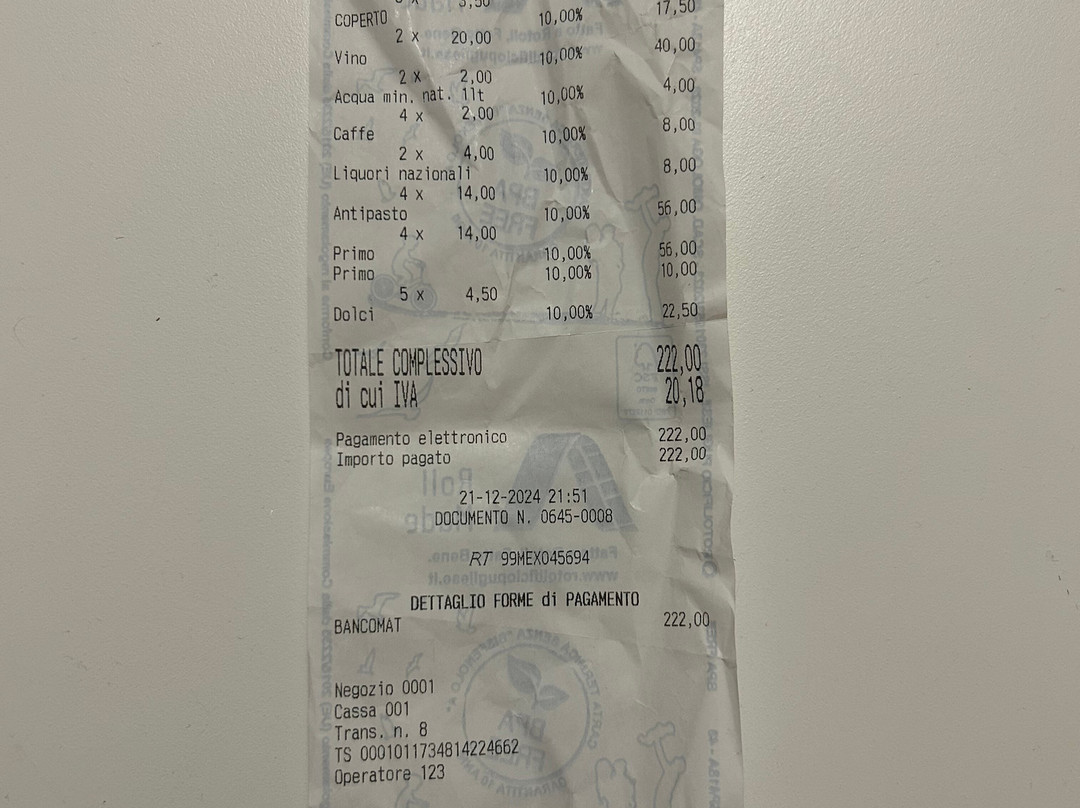 3,50
COPERTO 10,00% 17,50
2 x 20,00
Vino 10,00% 40,00
2 x 2,00
Acqua min. nat. 1lt 10,00% 4,00
4 x 2,00
Caffe 10,00% 8,00
2 x 4,00
Liquori nazionali 10,00% 8,00
4 x 14,00
Antipasto 10,00% 56,00
4 x 14,00
Primo 10,00% 56,00
Primo 10,00% 10,00
5 x 4,50
Dolci 10,00% 22,50
TOTALE COMPLESSIVO 222,00
di cui IVA 20,18
Pagamento elettronico 222,00
Importo pagato 222,00
21-12-2024 21:51
DOCUMENTO N. 0645-0008
RT 99MEX045694
DETTAGLIO FORME di PAGAMENTO
BANCOMAT 222,00
Negozio 0001
Cassa 001
Trans. n. 8
TS 0001011734814224662
Operatore 123